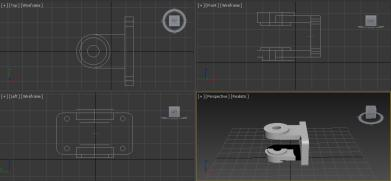 [+] [Top] [Wireframe]
[+] [Front] [Wireframe]
[+] [Left] [Wireframe]
[+] [Perspective] [Realistic]